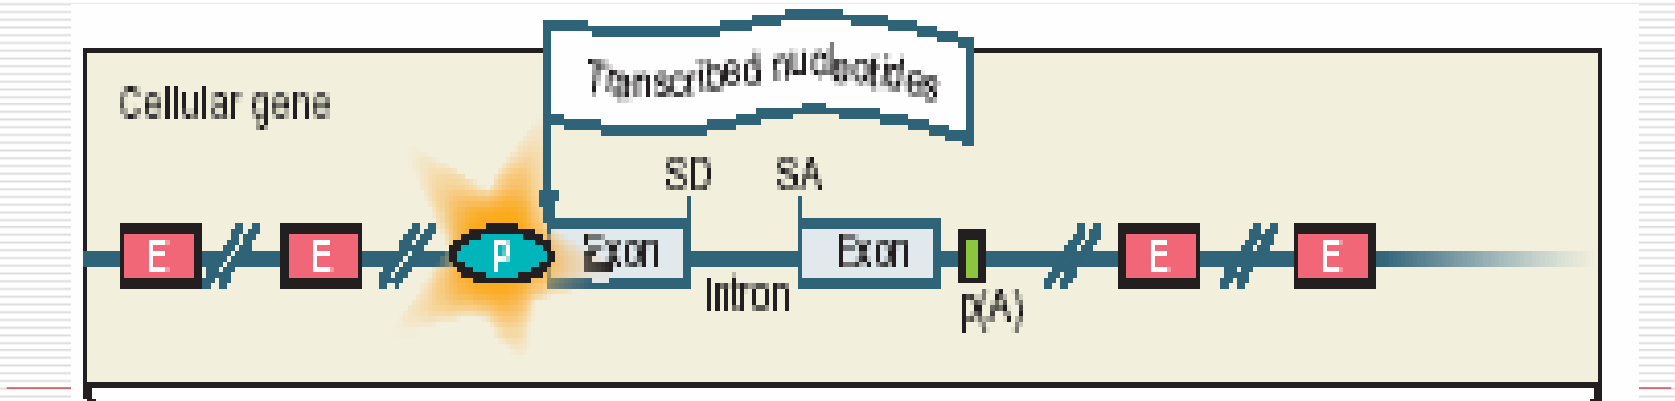 Transcribed nucleotides
Cellular gene
SD SA
E E P Exon Exon E E
Intron
p(A)